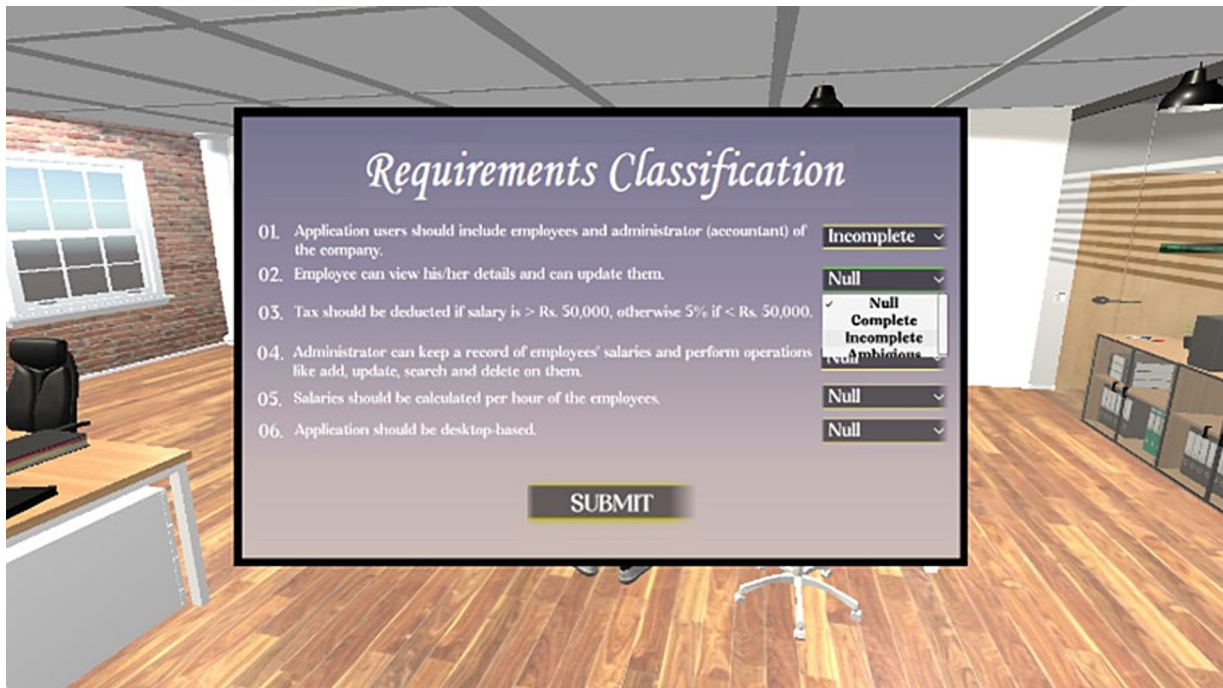 Requirements Classification
01. Application users should include employees and administrator (accountant) of
the company.
Incomplete
02. Employee can view his/her details and can update them.
Null
Null
Complete
Incomplete
Ambigious
03. Tax should be deducted if salary is > Rs. 50,000, otherwise 5% if < Rs. 50,000.
04. Administrator can keep a record of employees' salaries and perform operations
like add, update, search and delete on them.
Null
05. Salaries should be calculated per hour of the employees.
Null
06. Application should be desktop-based.
Null
SUBMIT